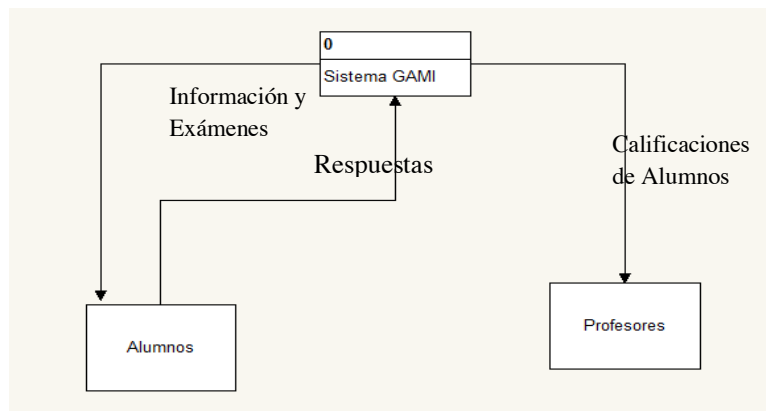 0
Sistema GAMI
Información y
Exámenes
Respuestas
Calificaciones
de Alumnos
Alumnos
Profesores